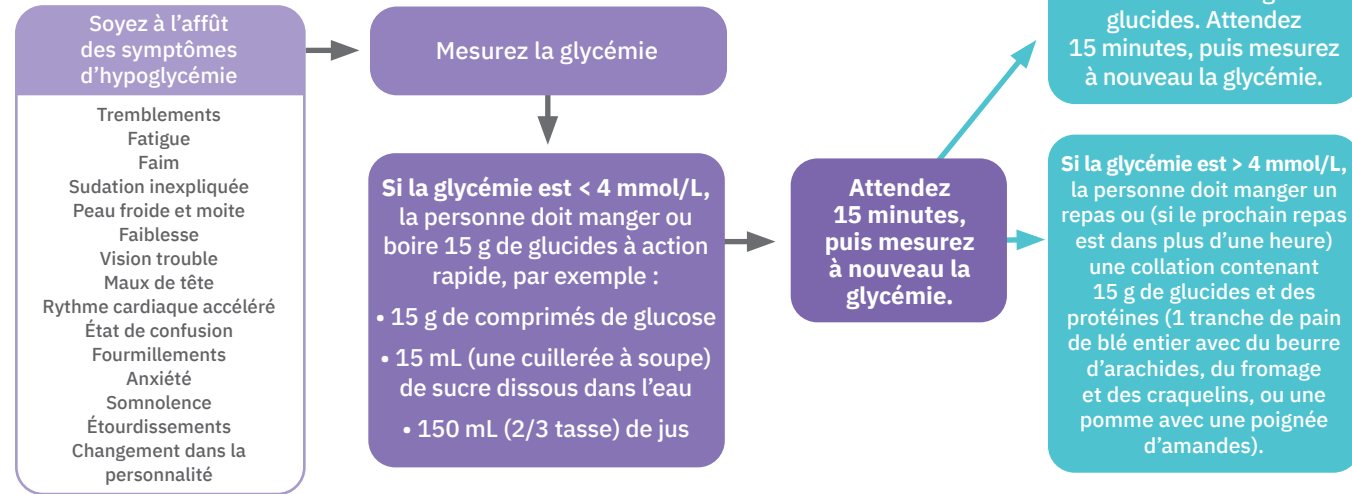 Soyez à l’affût
des symptômes
d’hypoglycémie
Tremblements
Fatigue
Faim
Sudation inexpliquée
Peau froide et moite
Faiblesse
Vision trouble
Maux de tête
Rythme cardiaque accéléré
État de confusion
Fourmillements
Anxiété
Somnolence
Étourdissements
Changement dans la
personnalité
Mesurez la glycémie
Si la glycémie est < 4 mmol/L,
la personne doit manger ou
boire 15 g de glucides à action
rapide, par exemple :
• 15 g de comprimés de glucose
• 15 mL (une cuillerée à soupe)
de sucre dissous dans l’eau
• 150 mL (2/3 tasse) de jus
Attendez
15 minutes,
puis mesurez
à nouveau la
glycémie.
glucides. Attendez
15 minutes, puis mesurez
à nouveau la glycémie.
Si la glycémie est > 4 mmol/L,
la personne doit manger un
repas ou (si le prochain repas
est dans plus d’une heure)
une collation contenant
15 g de glucides et des
protéines (1 tranche de pain
de blé entier avec du beurre
d’arachides, du fromage
et des craquelins, ou une
pomme avec une poignée
d’amandes).